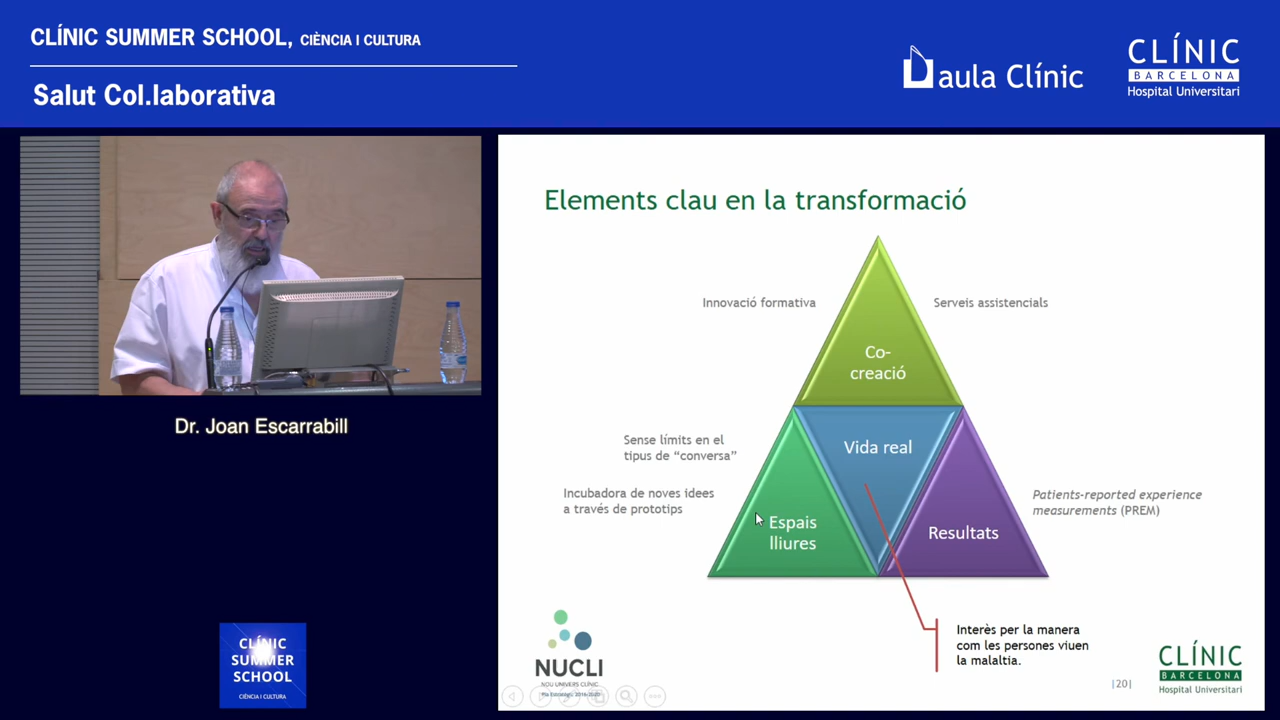 CLÍNIC SUMMER SCHOOL, CIÈNCIA I CULTURA
Salut Col.laborativa
aula Clínic
CLÍNIC
BARCELONA
Hospital Universitari
Elements clau en la transformació
Innovació formativa
Serveis assistencials
Co-
creació
Sense límits en el
tipus de “conversa”
Vida real
Incubadora de noves idees
a través de prototips
Espais
lliures
Resultats
Patients-reported experience
measurements (PREM)
Interès per la manera
com les persones viuen
la malaltia.
Dr. Joan Escarrabill
CLÍNIC
SUMMER
SCHOOL
CIÈNCIA I CULTURA
NUCLI
NOU UNIVERS CLÍNIC
|20|
CLÍNIC
BARCELONA
Hospital Universitari